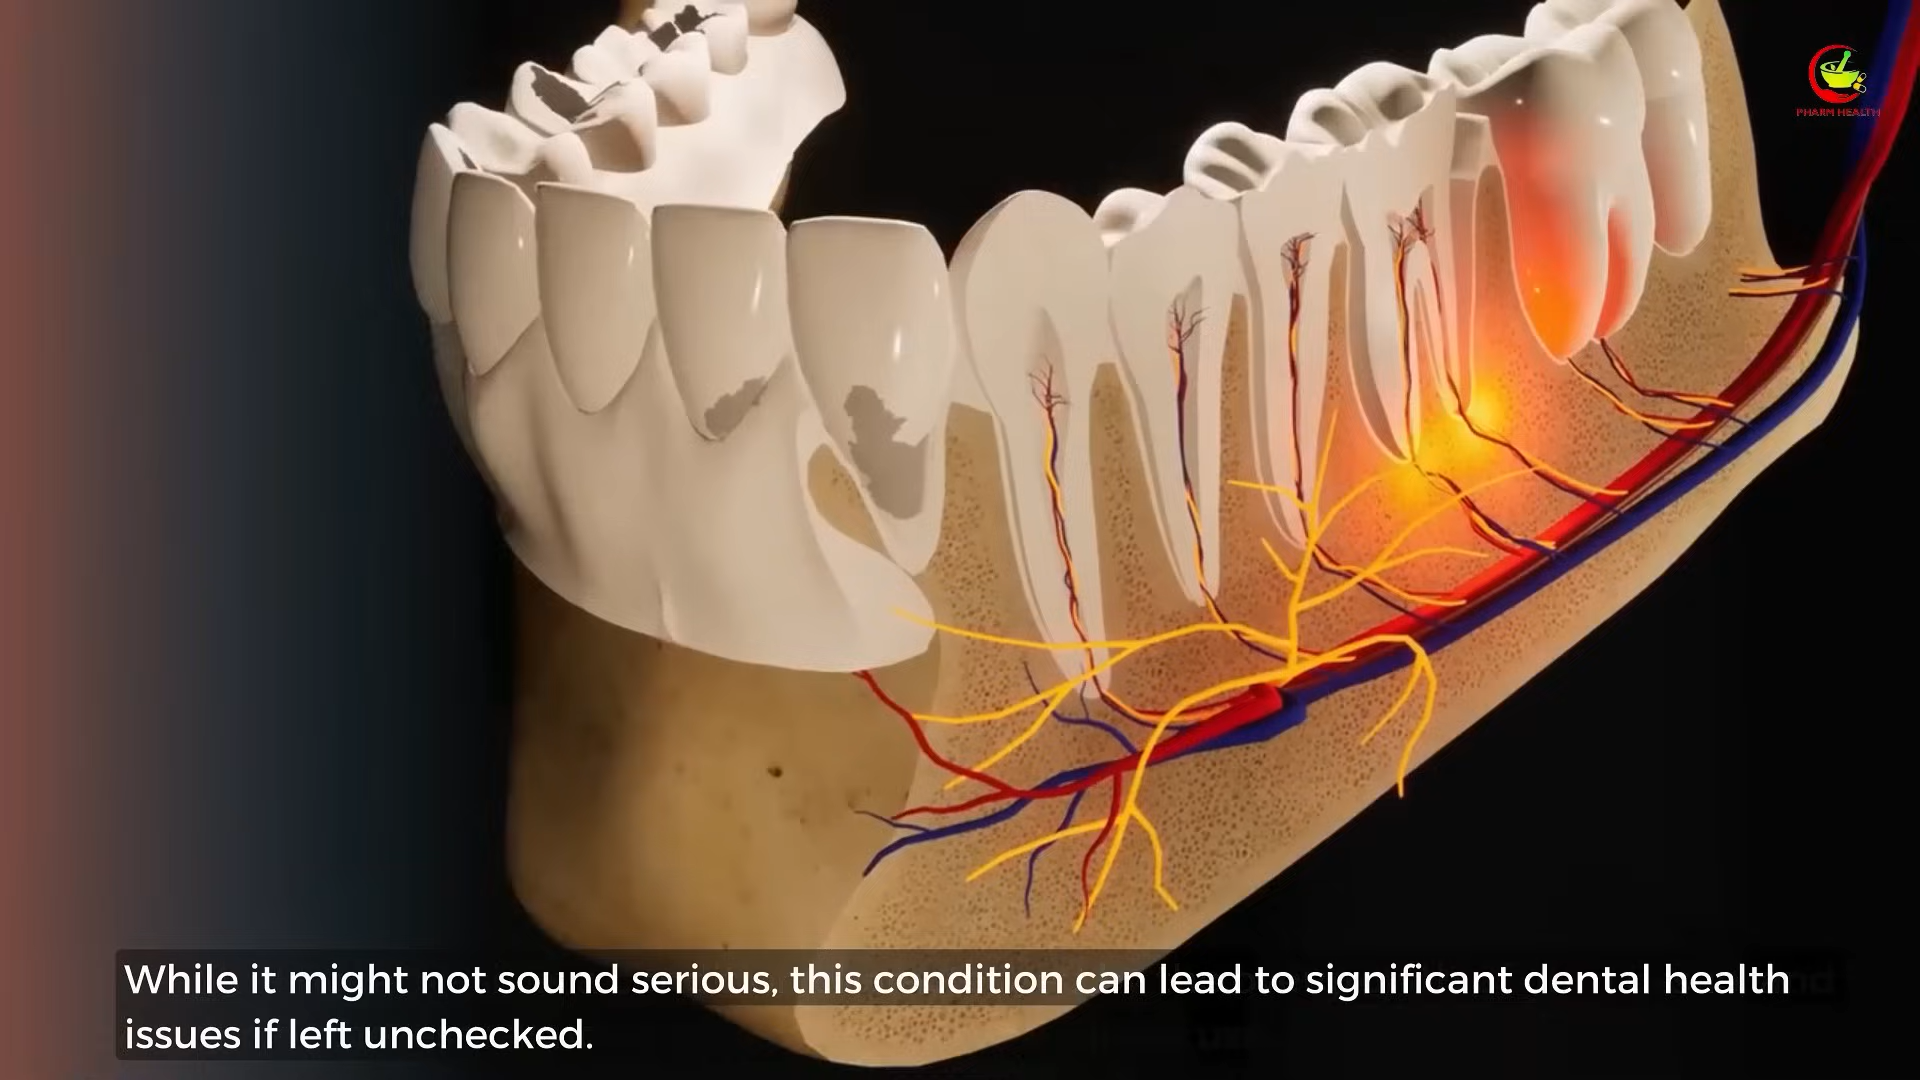 PHARM HEALTH
While it might not sound serious, this condition can lead to significant dental health
issues if left unchecked.